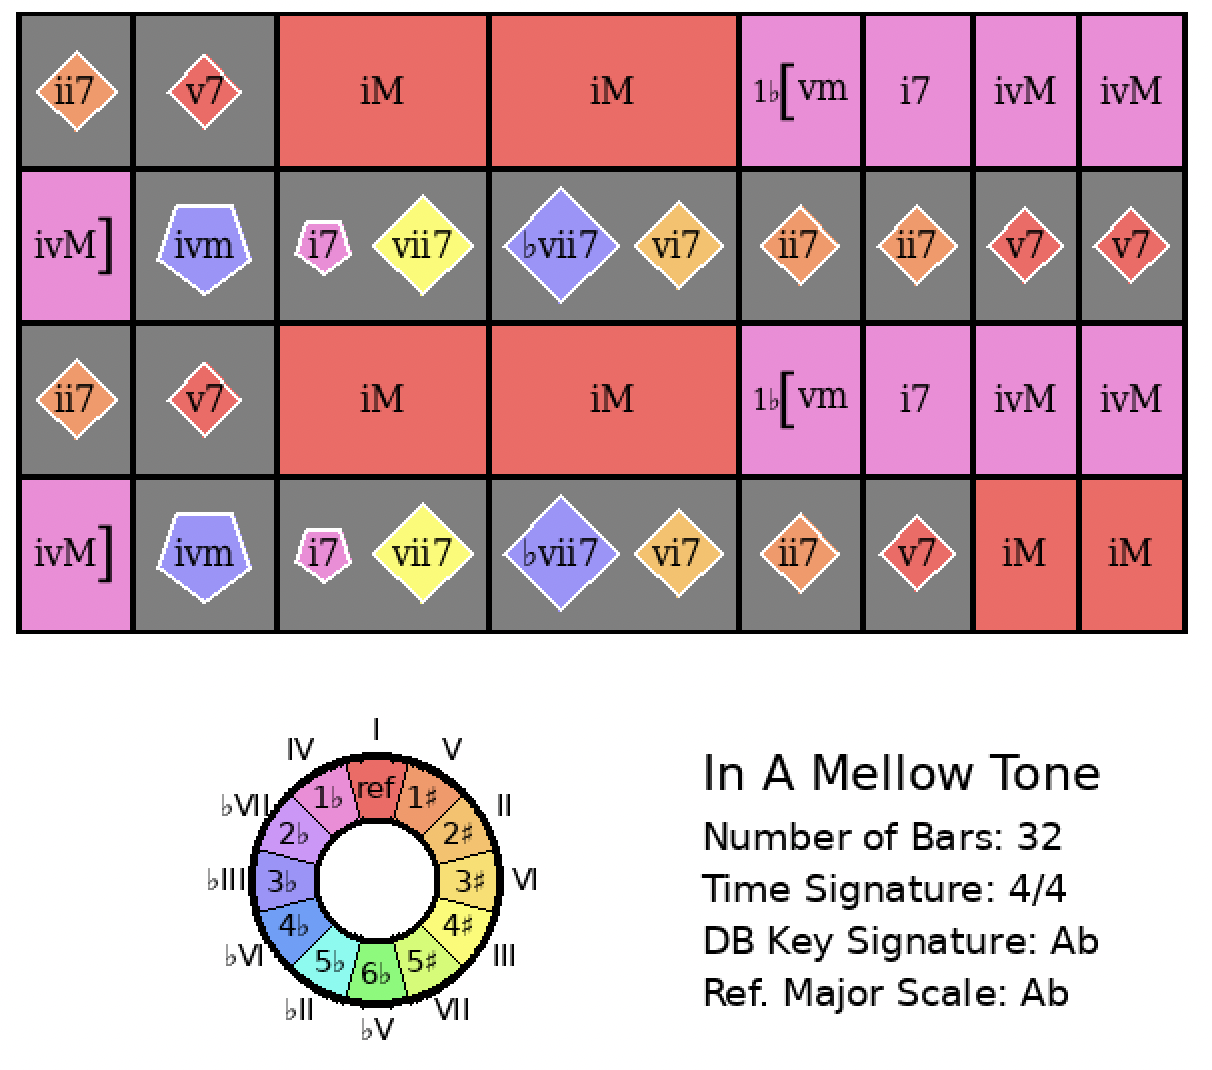 ii7 v7 iM iM 1♭[vm i7 ivM ivM
ivM] ivm i7 vii7 ♭vii7 vi7 ii7 ii7 v7 v7
ii7 v7 iM iM 1♭[vm i7 ivM ivM
ivM] ivm i7 vii7 ♭vii7 vi7 ii7 v7 iM iM
I
IV V
♭VII II
♭III VI
♭VI III
♭II VII
♭V
ref
1♭ 1♯
2♭ 2♯
3♭ 3♯
4♭ 4♯
5♭ 5♯
6♭
In A Mellow Tone
Number of Bars: 32
Time Signature: 4/4
DB Key Signature: Ab
Ref. Major Scale: Ab